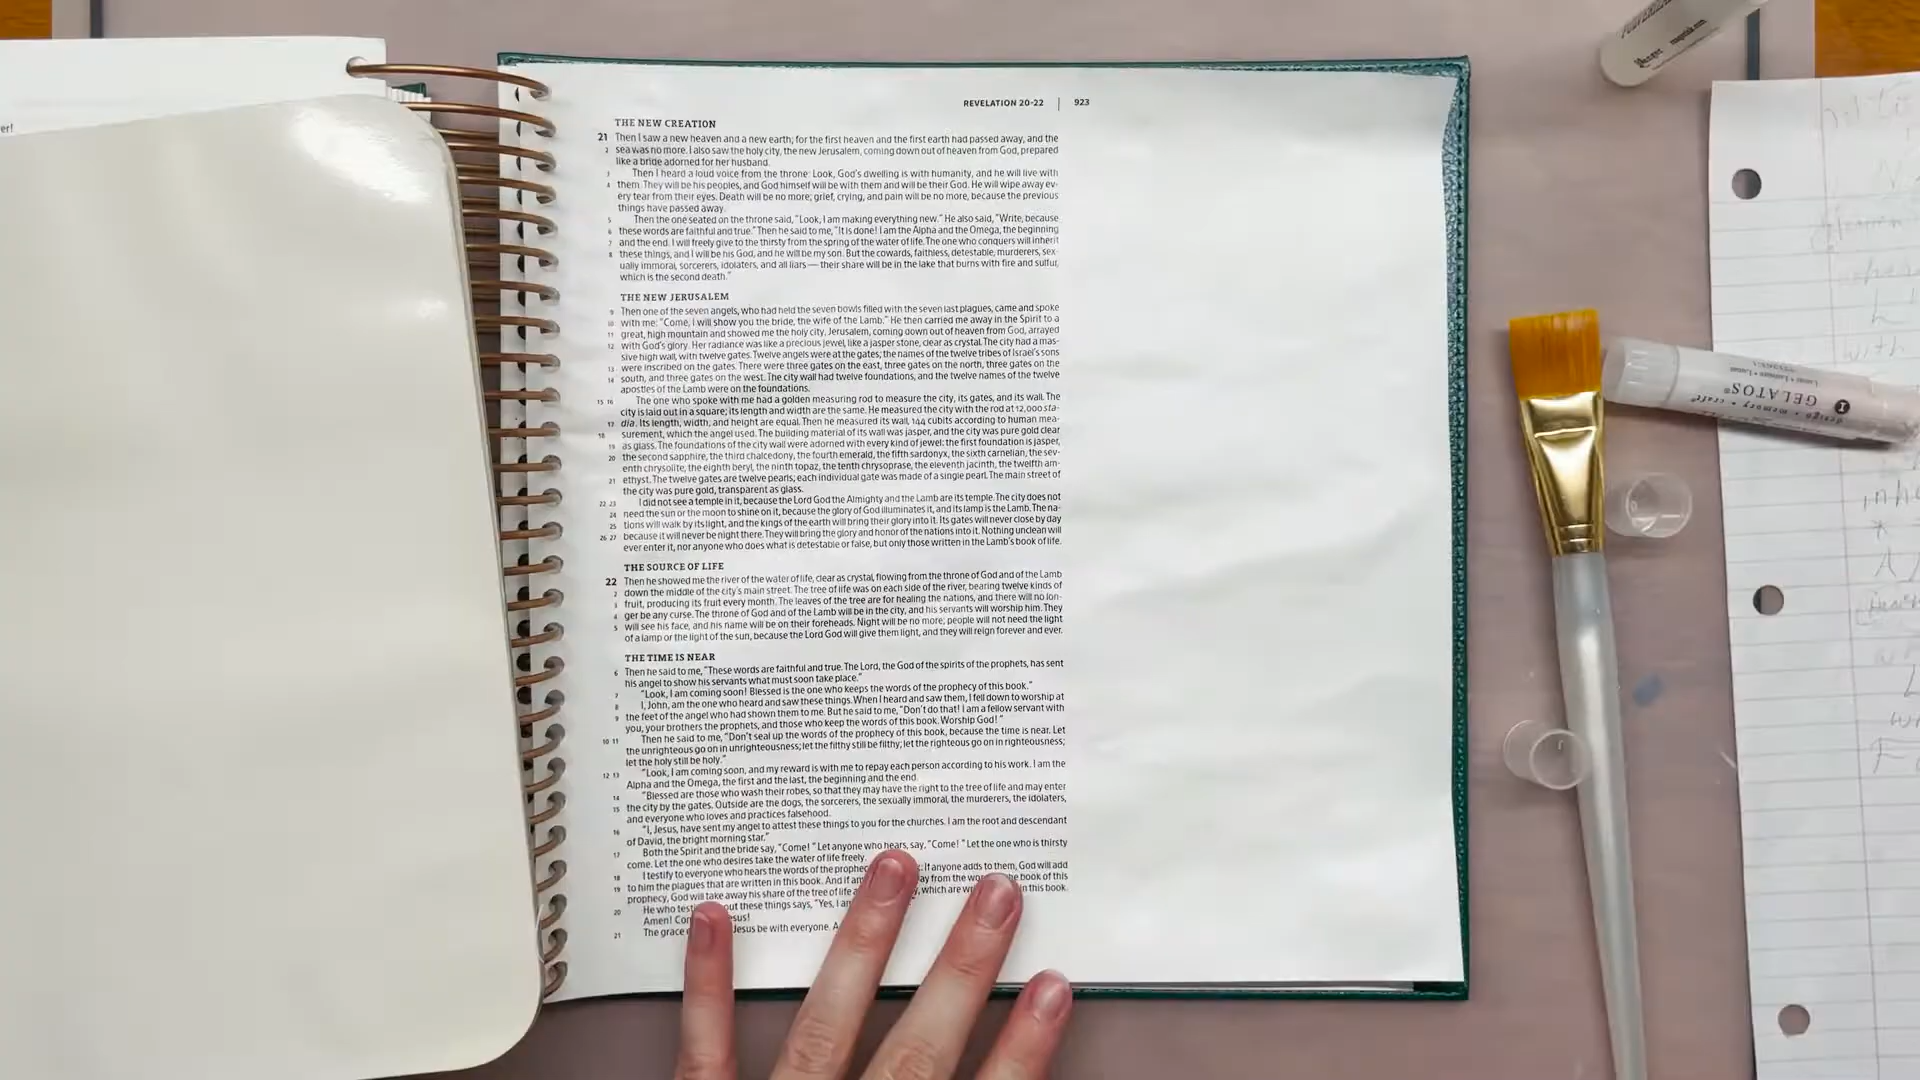 er!
REVELATION 20-22 | 923
THE NEW CREATION
21 Then I saw a new heaven and a new earth; for the first heaven and the first earth had passed away, and the
2 sea was no more. I also saw the holy city, the new Jerusalem, coming down out of heaven from God, prepared
like a bride adorned for her husband.
3 Then I heard a loud voice from the throne: Look, God's dwelling is with humanity, and he will live with
4 them. They will be his peoples, and God himself will be with them and will be their God. He will wipe away ev-
ery tear from their eyes. Death will be no more; grief, crying, and pain will be no more, because the previous
things have passed away.
5 Then the one seated on the throne said, "Look, I am making everything new." He also said, "Write, because
6 these words are faithful and true." Then he said to me, "It is done! I am the Alpha and the Omega, the beginning
7 and the end. I will freely give to the thirsty from the spring of the water of life. The one who conquers will inherit
8 these things, and I will be his God, and he will be my son. But the cowards, faithless, detestable, murderers, sex-
ually immoral, sorcerers, idolaters, and all liars — their share will be in the lake that burns with fire and sulfur,
which is the second death."
THE NEW JERUSALEM
9 Then one of the seven angels, who had held the seven bowls filled with the seven last plagues, came and spoke
10 with me: "Come, I will show you the bride, the wife of the Lamb." He then carried me away in the Spirit to a
11 great, high mountain and showed me the holy city, Jerusalem, coming down out of heaven from God, arrayed
12 with God's glory. Her radiance was like a precious jewel, like a jasper stone, clear as crystal. The city had a mas-
sive high wall, with twelve gates. Twelve angels were at the gates; the names of the twelve tribes of Israel's sons
13 were inscribed on the gates. There were three gates on the east, three gates on the north, three gates on the
14 south, and three gates on the west. The city wall had twelve foundations, and the twelve names of the twelve
apostles of the Lamb were on the foundations.
15 16 The one who spoke with me had a golden measuring rod to measure the city, its gates, and its wall. The
city is laid out in a square; its length and width are the same. He measured the city with the rod at 12,000 sta-
17 dia. Its length, width, and height are equal. Then he measured its wall, 144 cubits according to human mea-
18 surement, which the angel used. The building material of its wall was jasper, and the city was pure gold clear
19 as glass. The foundations of the city wall were adorned with every kind of jewel: the first foundation is jasper,
20 the second sapphire, the third chalcedony, the fourth emerald, the fifth sardonyx, the sixth carnelian, the sev-
enth chrysolite, the eighth beryl, the ninth topaz, the tenth chrysoprase, the eleventh jacinth, the twelfth am-
21 ethyst. The twelve gates are twelve pearls; each individual gate was made of a single pearl. The main street of
the city was pure gold, transparent as glass.
22 23 I did not see a temple in it, because the Lord God the Almighty and the Lamb are its temple. The city does not
24 need the sun or the moon to shine on it, because the glory of God illuminates it, and its lamp is the Lamb. The na-
25 tions will walk by its light, and the kings of the earth will bring their glory into it. Its gates will never close by day
26 27 because it will never be night there. They will bring the glory and honor of the nations into it. Nothing unclean will
ever enter it, nor anyone who does what is detestable or false, but only those written in the Lamb's book of life.
THE SOURCE OF LIFE
22 Then he showed me the river of the water of life, clear as crystal, flowing from the throne of God and of the Lamb
2 down the middle of the city's main street. The tree of life was on each side of the river, bearing twelve kinds of
3 fruit, producing its fruit every month. The leaves of the tree are for healing the nations, and there will no lon-
4 ger be any curse. The throne of God and of the Lamb will be in the city, and his servants will worship him. They
5 will see his face, and his name will be on their foreheads. Night will be no more; people will not need the light
of a lamp or the light of the sun, because the Lord God will give them light, and they will reign forever and ever.
THE TIME IS NEAR
6 Then he said to me, "These words are faithful and true. The Lord, the God of the spirits of the prophets, has sent
his angel to show his servants what must soon take place."
7 "Look, I am coming soon! Blessed is the one who keeps the words of the prophecy of this book."
8 I, John, am the one who heard and saw these things. When I heard and saw them, I fell down to worship at
9 the feet of the angel who had shown them to me. But he said to me, "Don't do that! I am a fellow servant with
you, your brothers the prophets, and those who keep the words of this book. Worship God!"
10 11 Then he said to me, "Don't seal up the words of the prophecy of this book, because the time is near. Let
the unrighteous go on in unrighteousness; let the filthy still be filthy; let the righteous go on in righteousness;
let the holy still be holy."
12 13 "Look, I am coming soon, and my reward is with me to repay each person according to his work. I am the
Alpha and the Omega, the first and the last, the beginning and the end.
14 "Blessed are those who wash their robes, so that they may have the right to the tree of life and may enter
15 the city by the gates. Outside are the dogs, the sorcerers, the sexually immoral, the murderers, the idolaters,
and everyone who loves and practices falsehood.
16 "I, Jesus, have sent my angel to attest these things to you for the churches. I am the root and descendant
of David, the bright morning star."
17 Both the Spirit and the bride say, "Come!" Let anyone who hears, say, "Come!" Let the one who is thirsty
come. Let the one who desires take the water of life freely.
18 I testify to everyone who hears the words of the prophec : If anyone adds to them, God will add
19 to him the plagues that are written in this book. And if an ay from the wor he book of this
prophecy, God will take away his share of the tree of life a y, which are wr in this book.
20 He who testi out these things says, "Yes, I a
Amen! Com esus!
21 The grace Jesus be with everyone. A
GELATOS®
design • memory • craft®
with